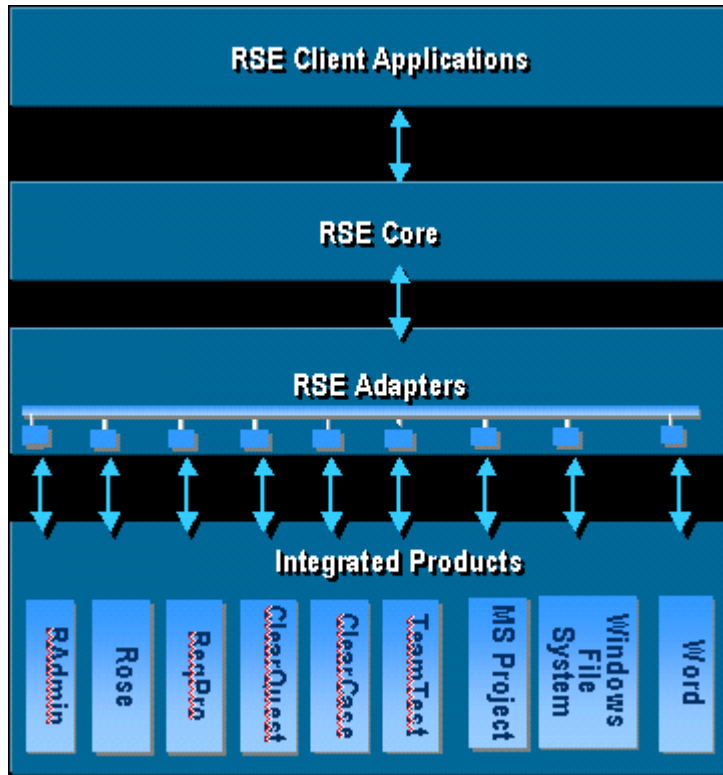 RSE Client Applications
RSE Core
RSE Adapters
Integrated Products
RAdmin
Rose
ReqPro
ClearQuest
ClearCase
TeamTest
MS Project
Windows
File
System
Word